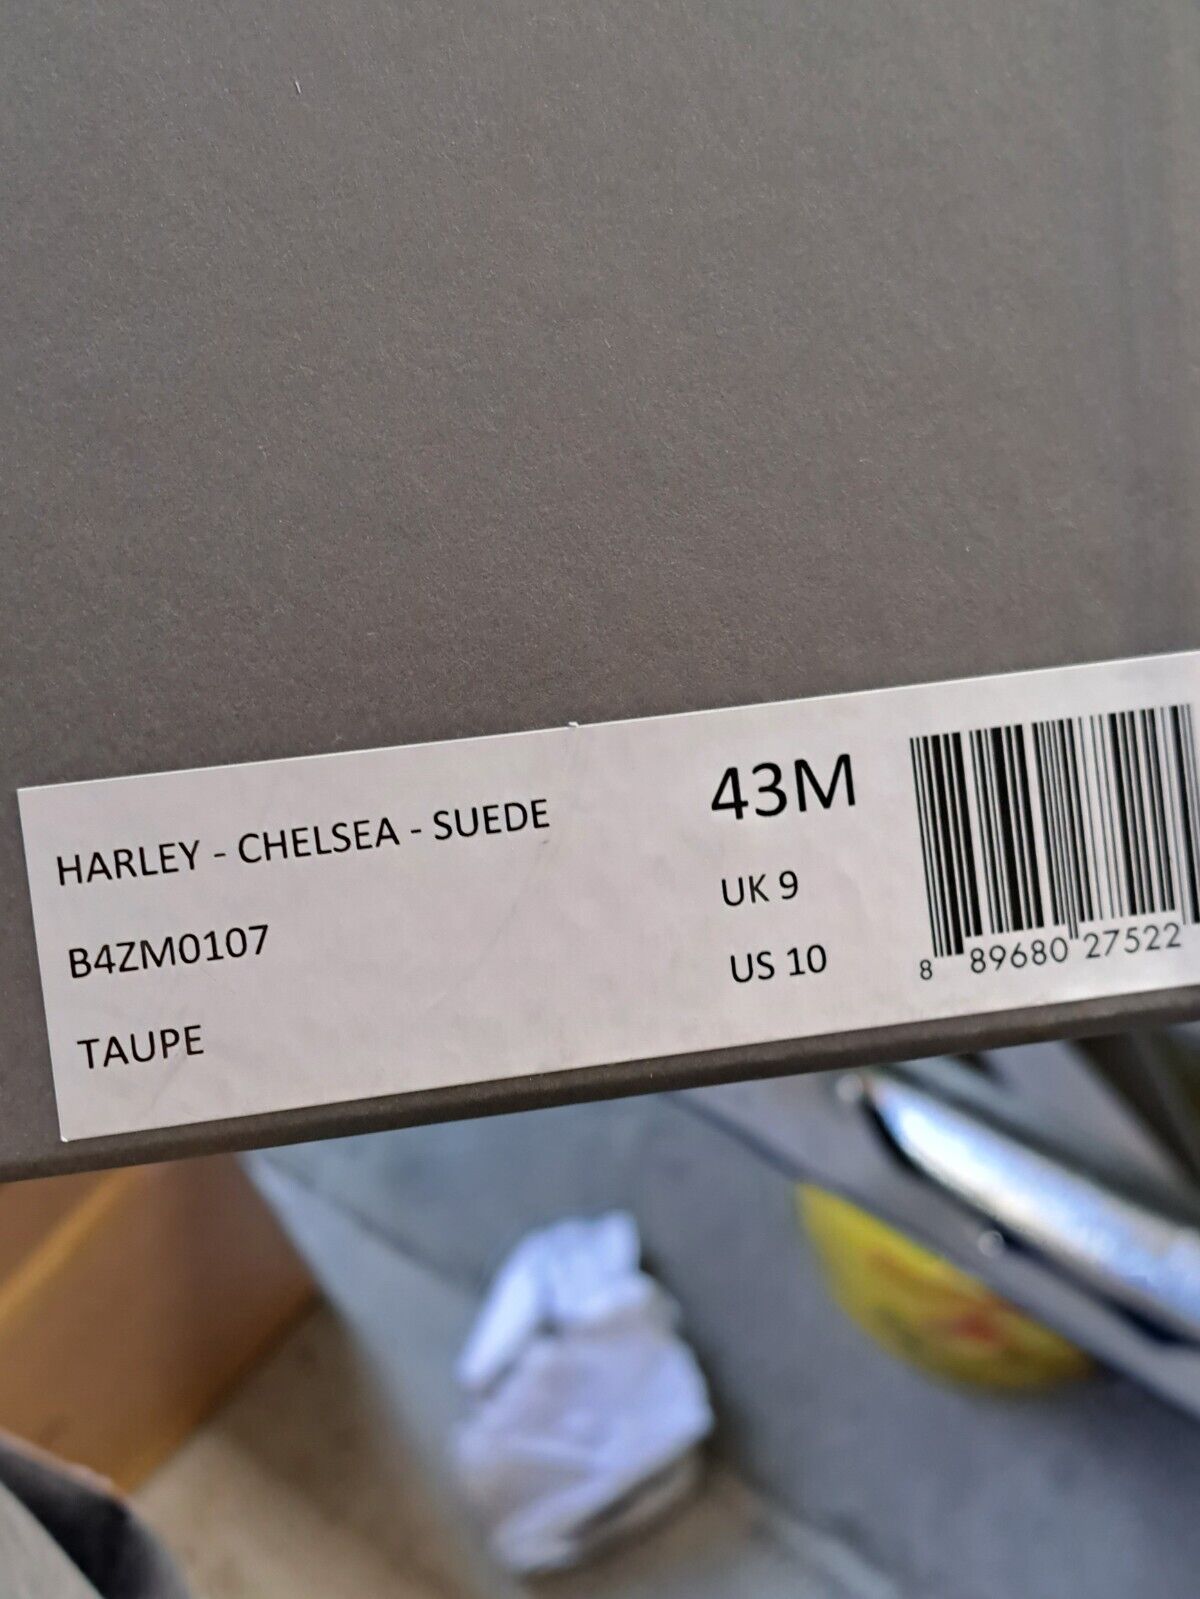 HARLEY - CHELSEA - SUEDE
B4ZM0107
TAUPE
43M
UK 9
US 10
8 89680 27522